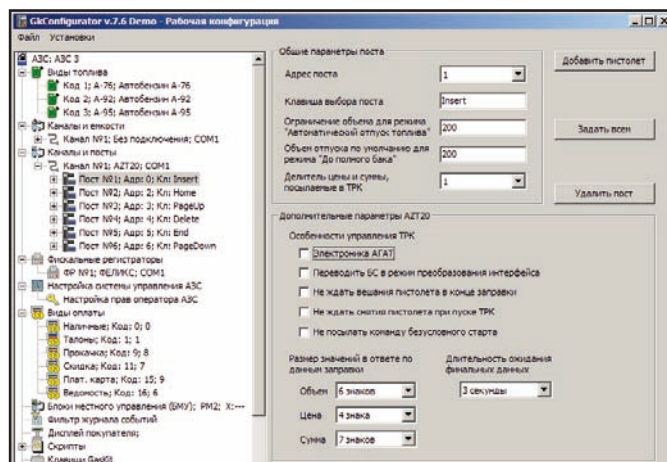 GkConfigurator v.7.6 Demo - Рабочая конфигурация
Файл Установки
АЗС; АЗС 3
Виды топлива
Код 1; А-76; Автобензин А-76
Код 2; А-92; Автобензин А-92
Код 3; А-95; Автобензин А-95
Каналы и емкости
Канал №1; Без подключения; COM1
Каналы и посты
Канал №1; AZT20; COM1
Пост №1; Адр: 0; Кл: Insert
Пост №2; Адр: 2; Кл: Home
Пост №3; Адр: 3; Кл: PageUp
Пост №4; Адр: 4; Кл: Delete
Пост №5; Адр: 5; Кл: End
Пост №6; Адр: 6; Кл: PageDown
Фискальные регистраторы
ФР №1; ФЕЛИКС; COM1
Настройка системы управления АЗС
Настройка прав оператора АЗС
Виды оплаты
Наличные; Код: 0; 0
Талоны; Код: 1; 1
Прокачка; Код: 9; 8
Скидка; Код: 11; 7
Плат. карта; Код: 15; 9
Ведомость; Код: 16; 6
Блоки местного управления (БМУ); PM2; X:---
Фильтр журнала событий
Дисплей покупателя;
Скрипты
Клавиши GasKit
Общие параметры поста
Адрес поста
1
Клавиша выбора поста
Insert
Ограничение объема для режима
"Автоматический отпуск топлива"
200
Объем отпуска по умолчанию для
режима "До полного бака"
200
Делитель цены и суммы,
посылаемые в ТРК
1
Добавить пистолет
Задать всем
Удалить пост
Дополнительные параметры AZT20
Особенности управления ТРК
Электроника АГАТ
Переводить БС в режим преобразования интерфейса
Не ждать вешания пистолета в конце заправки
Не ждать снятия пистолета при пуске ТРК
Не посылать команду безусловного старта
Размер значений в ответе по
данным заправки
Объем 6 знаков
Цена 4 знака
Сумма 7 знаков
Длительность ожидания
финальных данных
3 секунды